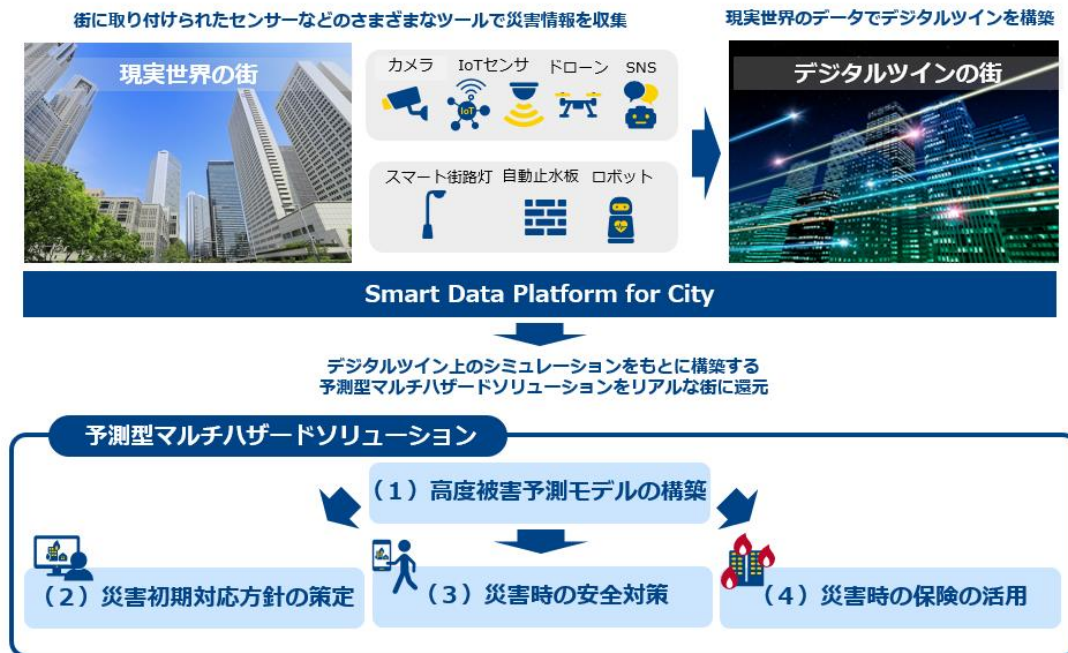 街に取り付けられたセンサーなどのさまざまなツールで災害情報を収集
現実世界のデータでデジタルツインを構築
現実世界の街
カメラ
IoTセンサ
ドローン
SNS
IoT
デジタルツインの街
スマート街路灯
自動止水板
ロボット
Smart Data Platform for City
デジタルツイン上のシミュレーションをもとに構築する
予測型マルチハザードソリューションをリアルな街に還元
予測型マルチハザードソリューション
（1）高度被害予測モデルの構築
（2）災害初期対応方針の策定
（3）災害時の安全対策
（4）災害時の保険の活用